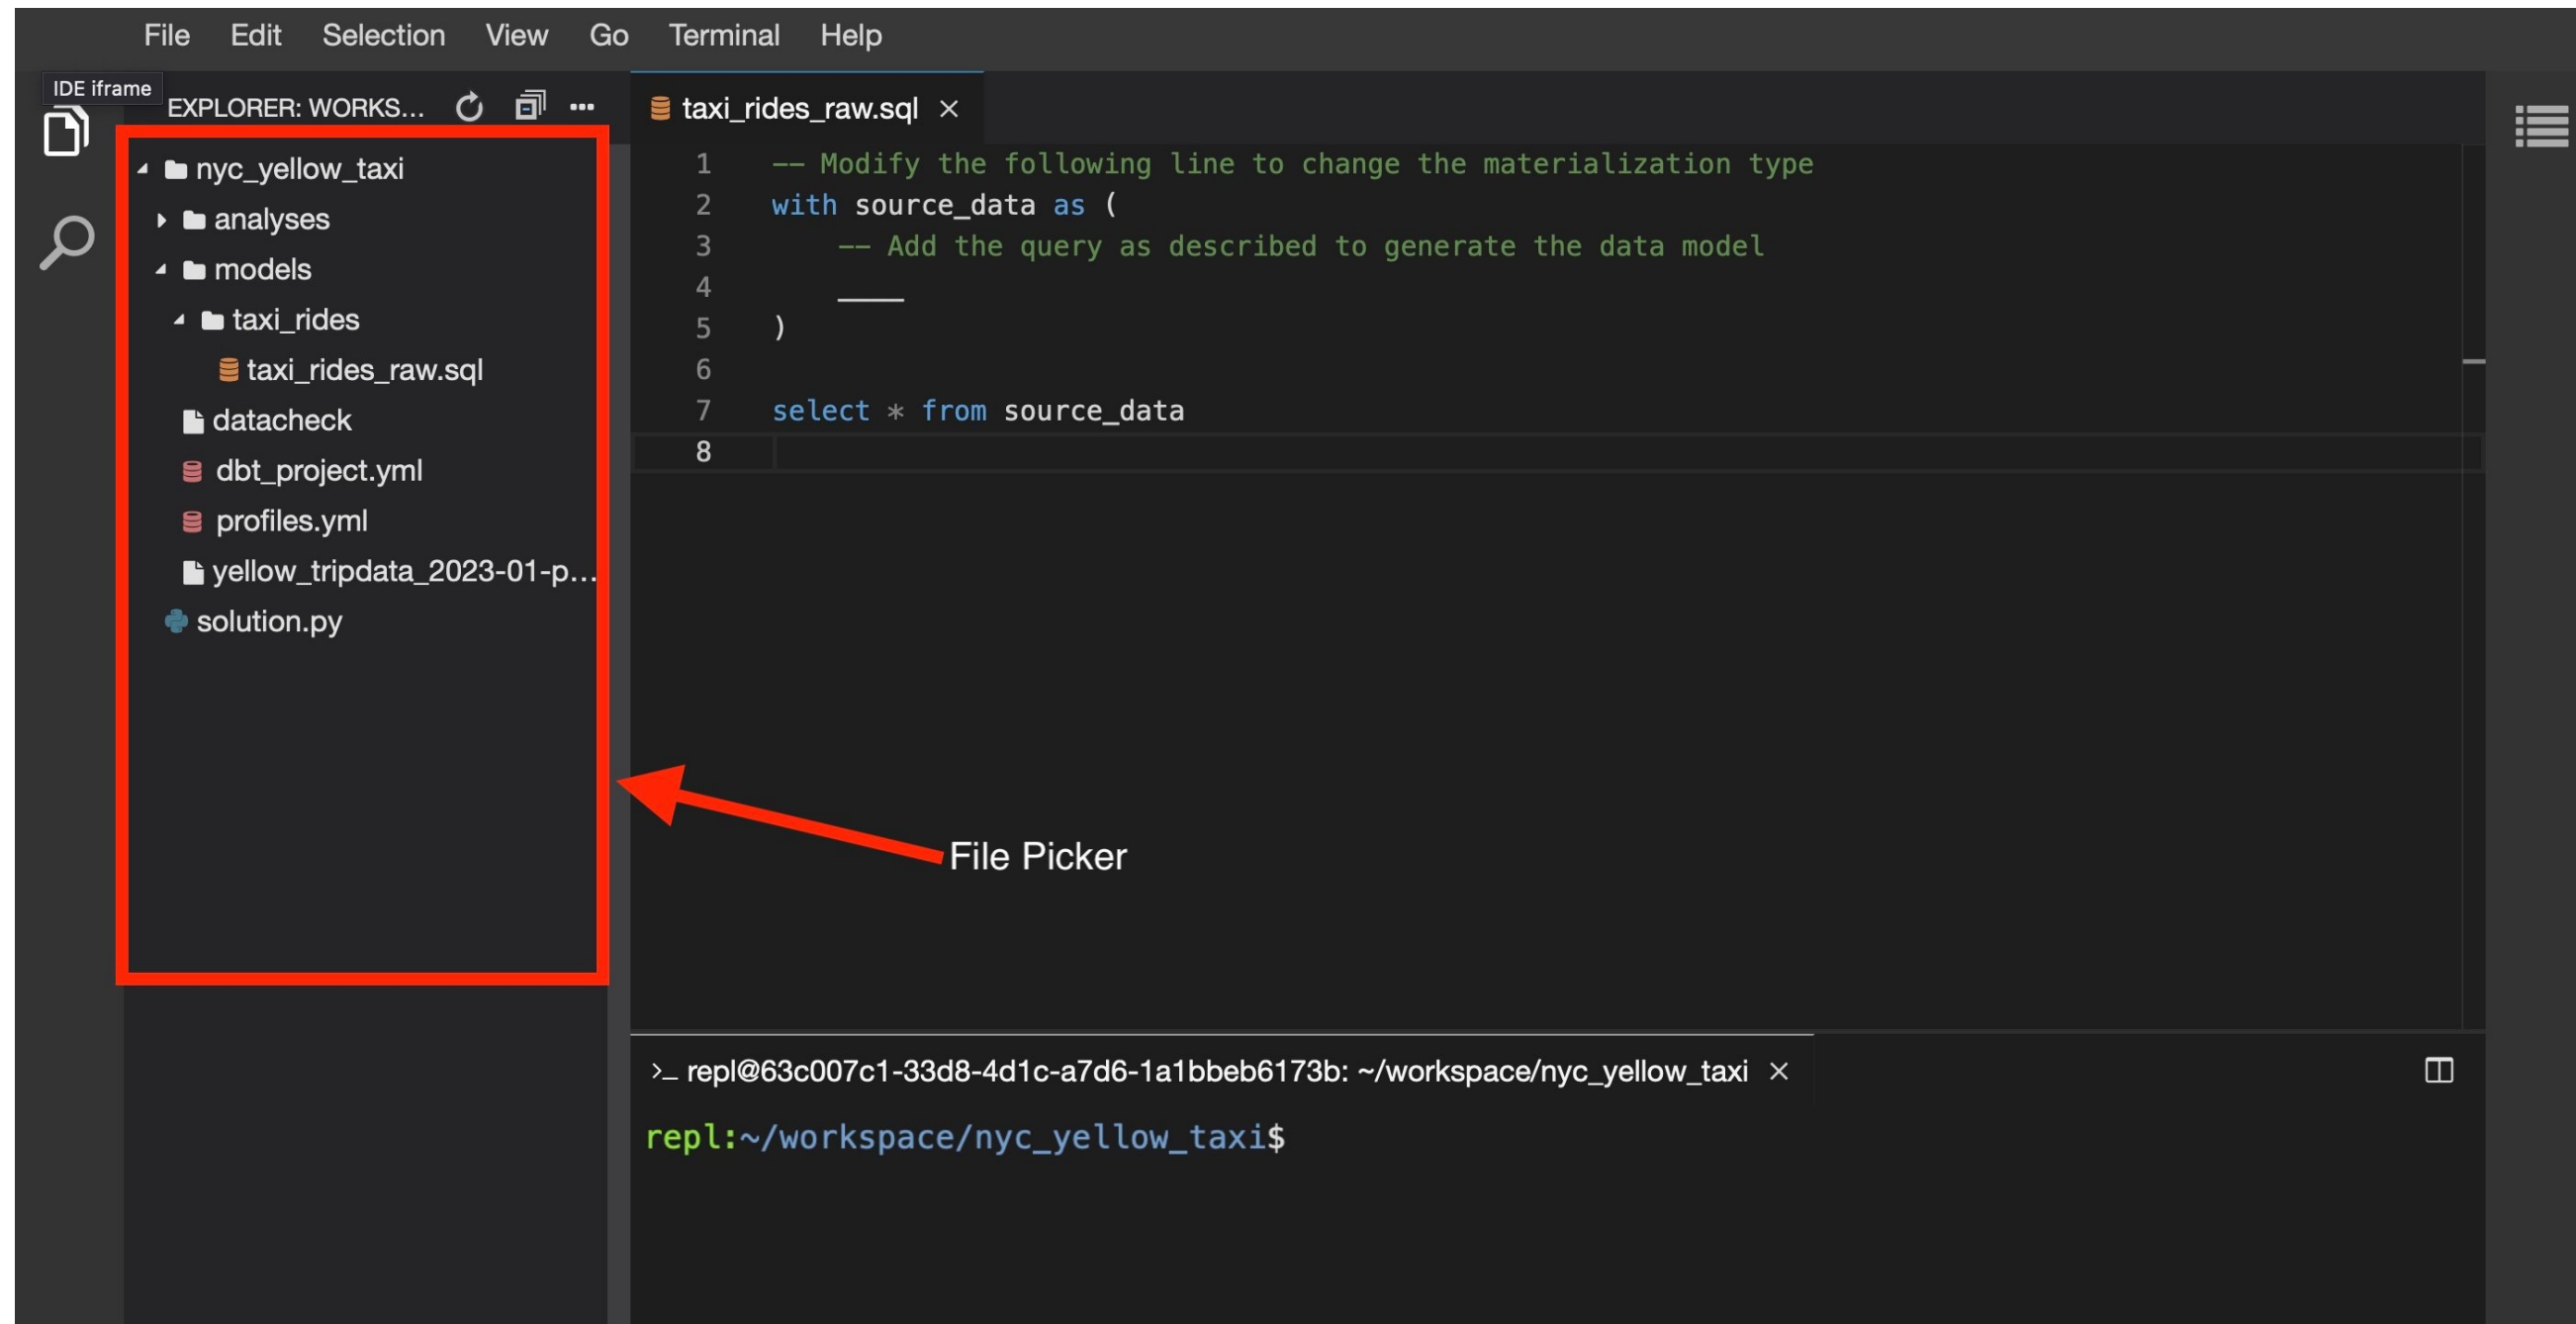 File Edit Selection View Go Terminal Help
IDE iframe
EXPLORER: WORKS...
nyc_yellow_taxi
analyses
models
taxi_rides
taxi_rides_raw.sql
datacheck
dbt_project.yml
profiles.yml
yellow_tripdata_2023-01-p...
solution.py
taxi_rides_raw.sql ×
1 -- Modify the following line to change the materialization type
2 with source_data as (
3 -- Add the query as described to generate the data model
4 ____
5 )
6
7 select * from source_data
8
File Picker
>_ repl@63c007c1-33d8-4d1c-a7d6-1a1bbeb6173b: ~/workspace/nyc_yellow_taxi ×
repl:~/workspace/nyc_yellow_taxi$